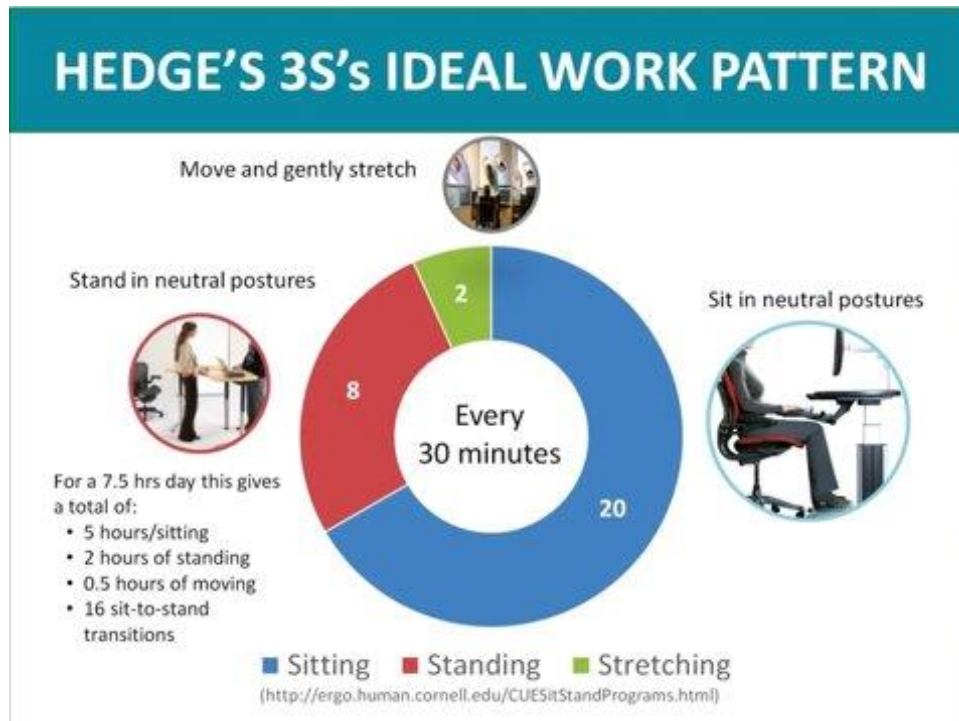 HEDGE'S 3S's IDEAL WORK PATTERN
Move and gently stretch
Stand in neutral postures
Sit in neutral postures
2
8
20
Every
30 minutes
For a 7.5 hrs day this gives
a total of:
• 5 hours/sitting
• 2 hours of standing
• 0.5 hours of moving
• 16 sit-to-stand
transitions
Sitting Standing Stretching
(http://ergo.human.cornell.edu/CUESitStandPrograms.html)